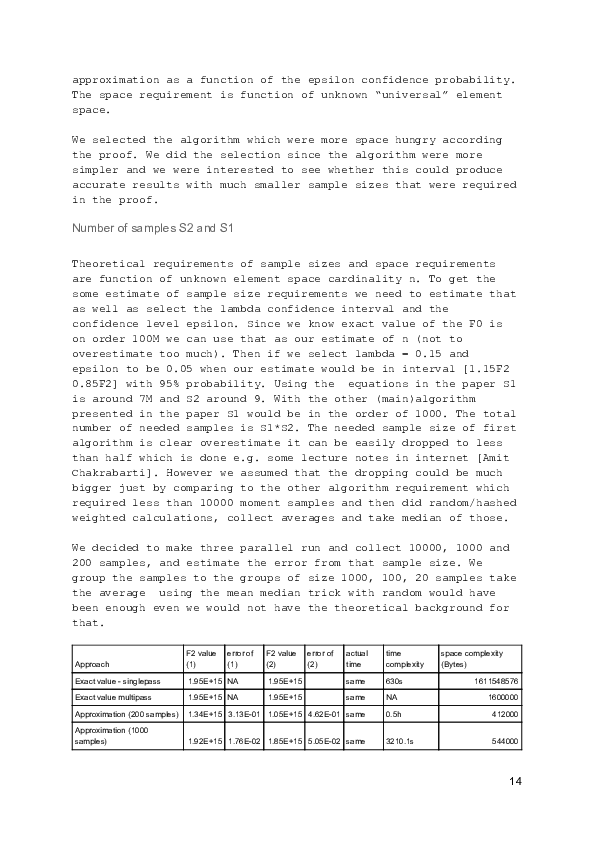 approximation as a function of the epsilon confidence probability.
The space requirement is function of unknown “universal” element
space.
We selected the algorithm which were more space hungry according
the proof. We did the selection since the algorithm were more
simpler and we were interested to see whether this could produce
accurate results with much smaller sample sizes that were required
in the proof.
Number of samples S2 and S1
Theoretical requirements of sample sizes and space requirements
are function of unknown element space cardinality n. To get the
some estimate of sample size requirements we need to estimate that
as well as select the lambda confidence interval and the
confidence level epsilon. Since we know exact value of the F0 is
on order 100M we can use that as our estimate of n (not to
overestimate too much). Then if we select lambda = 0.15 and
epsilon to be 0.05 when our estimate would be in interval [1.15F2
0.85F2] with 95% probability. Using the  equations in the paper S1
is around 7M and S2 around 9. With the other (main)algorithm
presented in the paper S1 would be in the order of 1000. The total
number of needed samples is S1*S2. The needed sample size of first
algorithm is clear overestimate it can be easily dropped to less
than half which is done e.g. some lecture notes in internet [Amit
Chakrabarti]. However we assumed that the dropping could be much
bigger just by comparing to the other algorithm requirement which
required less than 10000 moment samples and then did random/hashed
weighted calculations, collect averages and take median of those.
We decided to make three parallel run and collect 10000, 1000 and
200 samples, and estimate the error from that sample size. We
group the samples to the groups of size 1000, 100, 20 samples take
the average  using the mean median trick with random would have
been enough even we would not have the theoretical background for
that.
Approach F2 value (1) error of (1) F2 value (2) error of (2) actual time time complexity space complexity (Bytes)
Exact value - singlepass 1.95E+15 NA 1.95E+15 same 630s 1611548576
Exact value multipass 1.95E+15 NA 1.95E+15 same NA 1600000
Approximation (200 samples) 1.34E+15 3.13E-01 1.05E+15 4.62E-01 same 0.5h 412000
Approximation (1000 samples) 1.92E+15 1.76E-02 1.85E+15 5.05E-02 same 3210.1s 544000
14